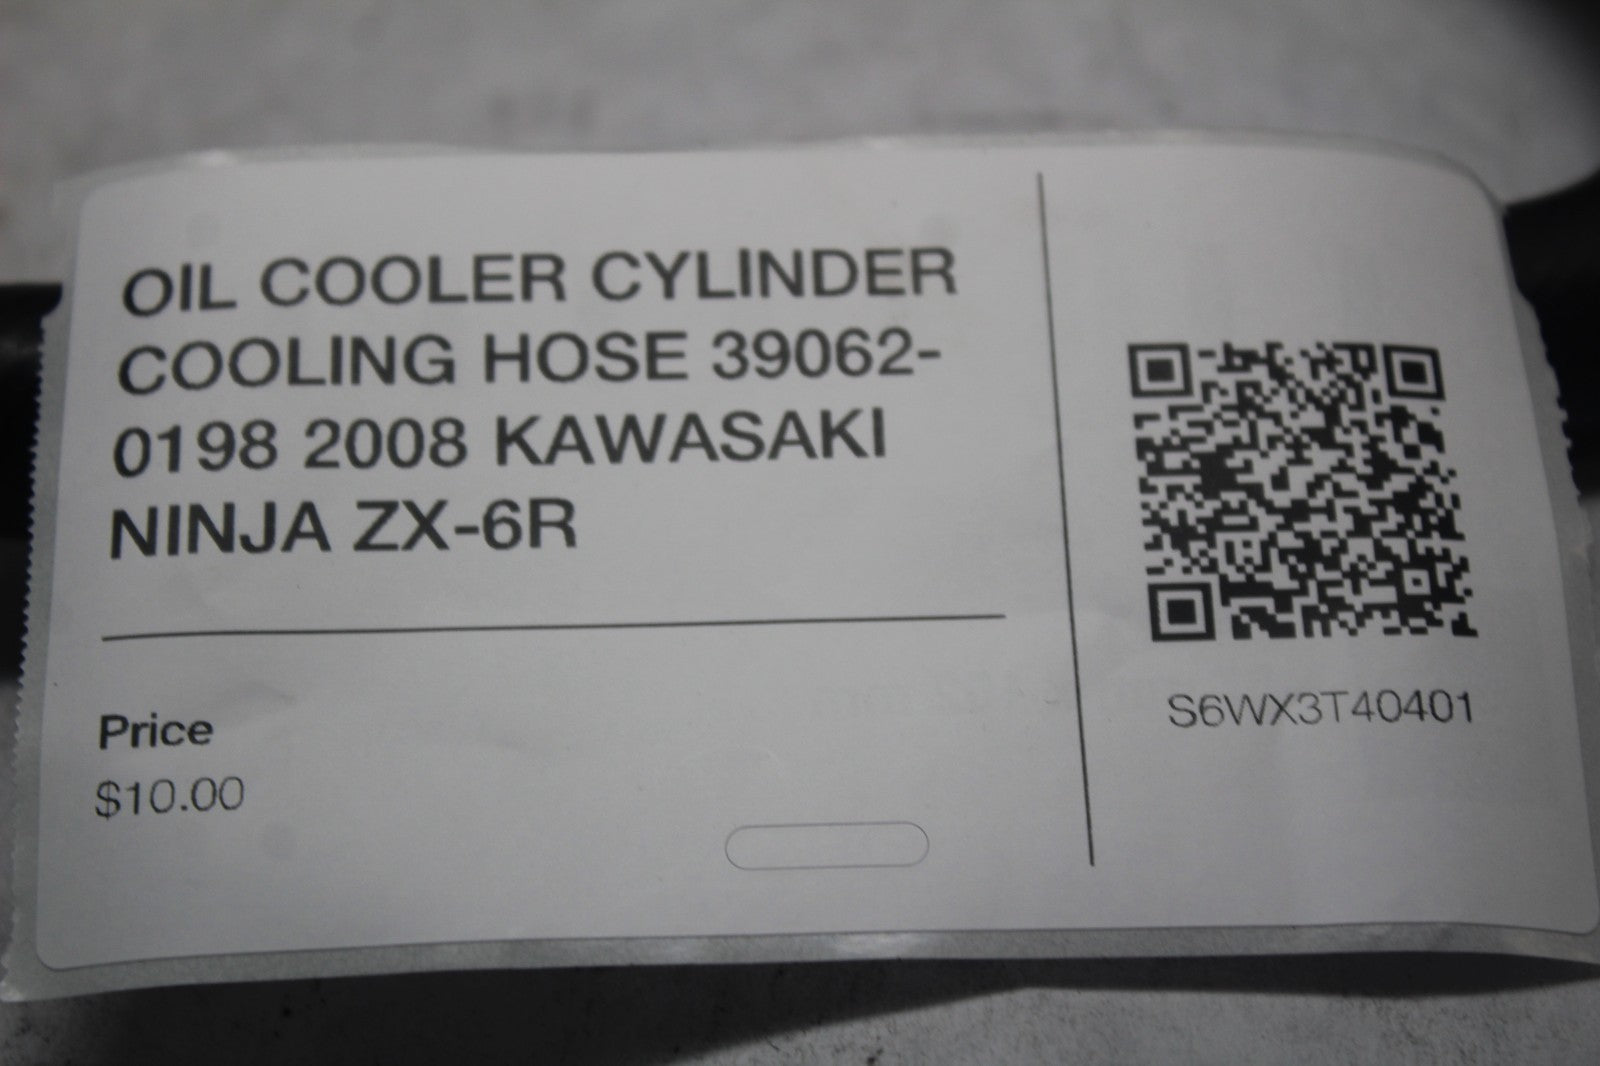 OIL COOLER CYLINDER
COOLING HOSE 39062-
0198 2008 KAWASAKI
NINJA ZX-6R
Price
$10.00
S6WX3T40401